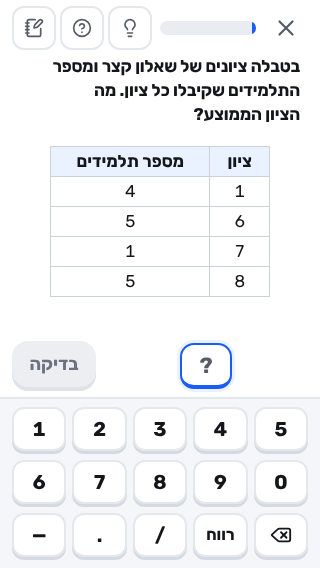 בטבלה ציונים של שאלון קצר ומספר
התלמידים שקיבלו כל ציון. מה
הציון הממוצע?
ציון מספר תלמידים
1 4
6 5
7 1
8 5
?
בדיקה
1 2 3 4 5
6 7 8 9 0
– . / רווח